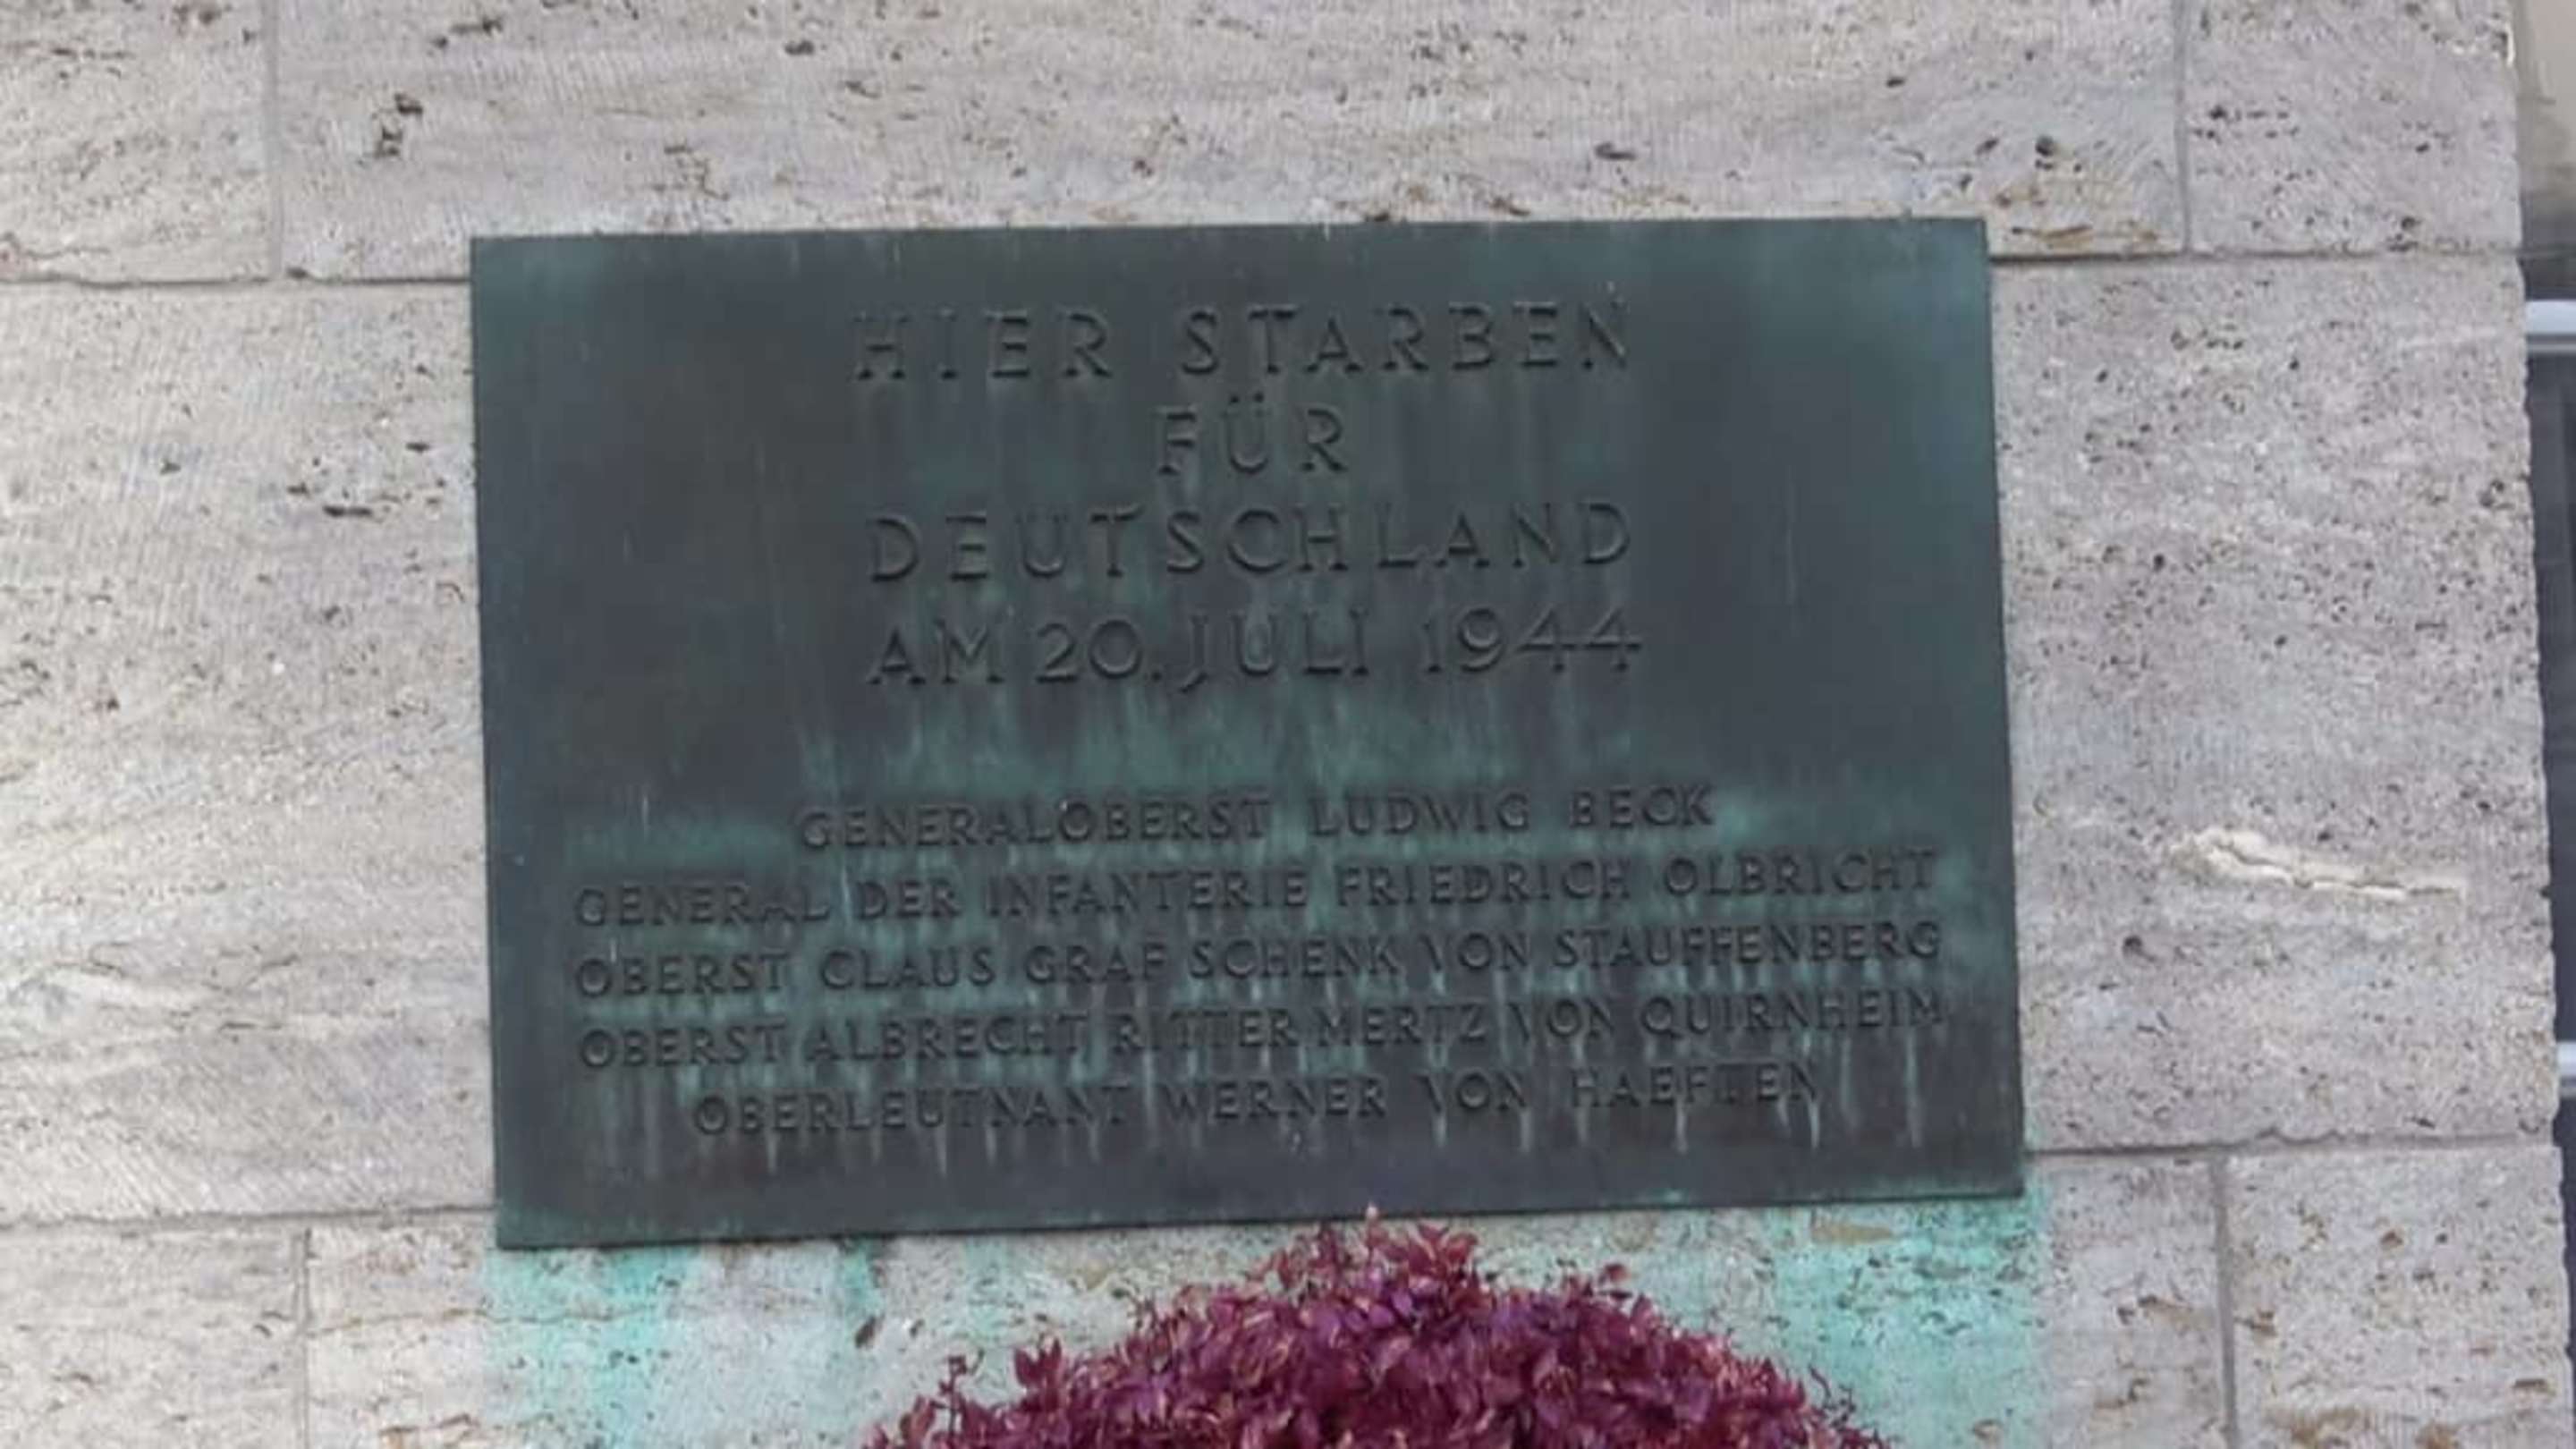 HIER STARBEN
FÜR
DEUTSCHLAND
AM 20. JULI 1944
GENERALOBERST LUDWIG BECK
GENERAL DER INFANTERIE FRIEDRICH OLBRICHT
OBERST CLAUS GRAF SCHENK VON STAUFFENBERG
OBERST ALBRECHT RITTER MERTZ VON QUIRNHEIM
OBERLEUTNANT WERNER VON HAEFTEN